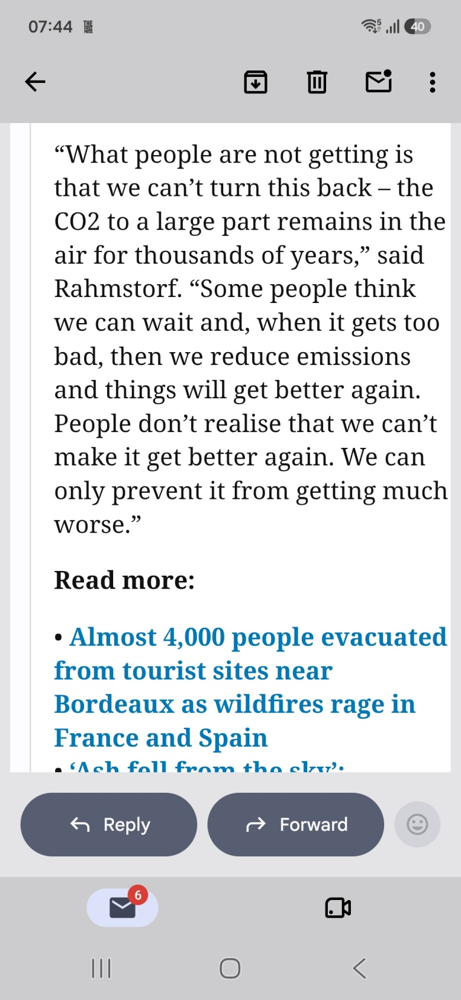 07:44 THE FREE PRESS
5 40
“What people are not getting is
that we can’t turn this back – the
CO2 to a large part remains in the
air for thousands of years,” said
Rahmstorf. “Some people think
we can wait and, when it gets too
bad, then we reduce emissions
and things will get better again.
People don’t realise that we can’t
make it get better again. We can
only prevent it from getting much
worse.”
Read more:
• Almost 4,000 people evacuated
from tourist sites near
Bordeaux as wildfires rage in
France and Spain
• ‘Ash fell from the sky’:
Reply
Forward
6